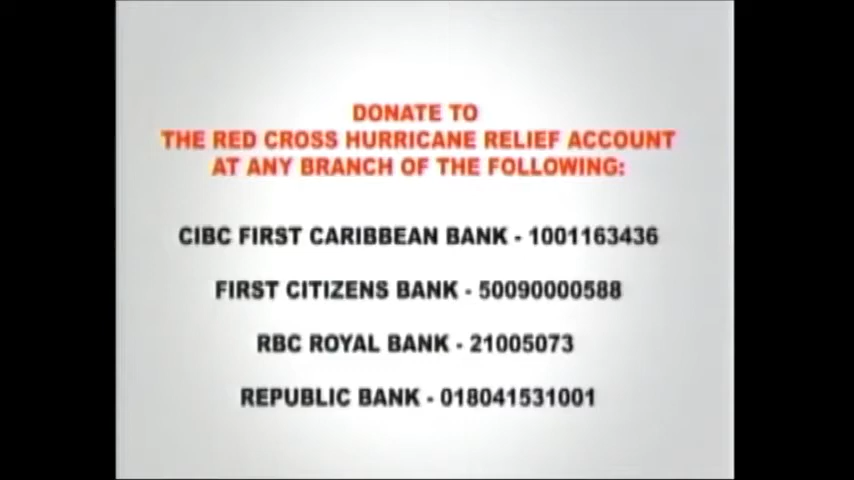 DONATE TO
THE RED CROSS HURRICANE RELIEF ACCOUNT
AT ANY BRANCH OF THE FOLLOWING:
CIBC FIRST CARIBBEAN BANK - 1001163436
FIRST CITIZENS BANK - 50090000588
RBC ROYAL BANK - 21005073
REPUBLIC BANK - 018041531001